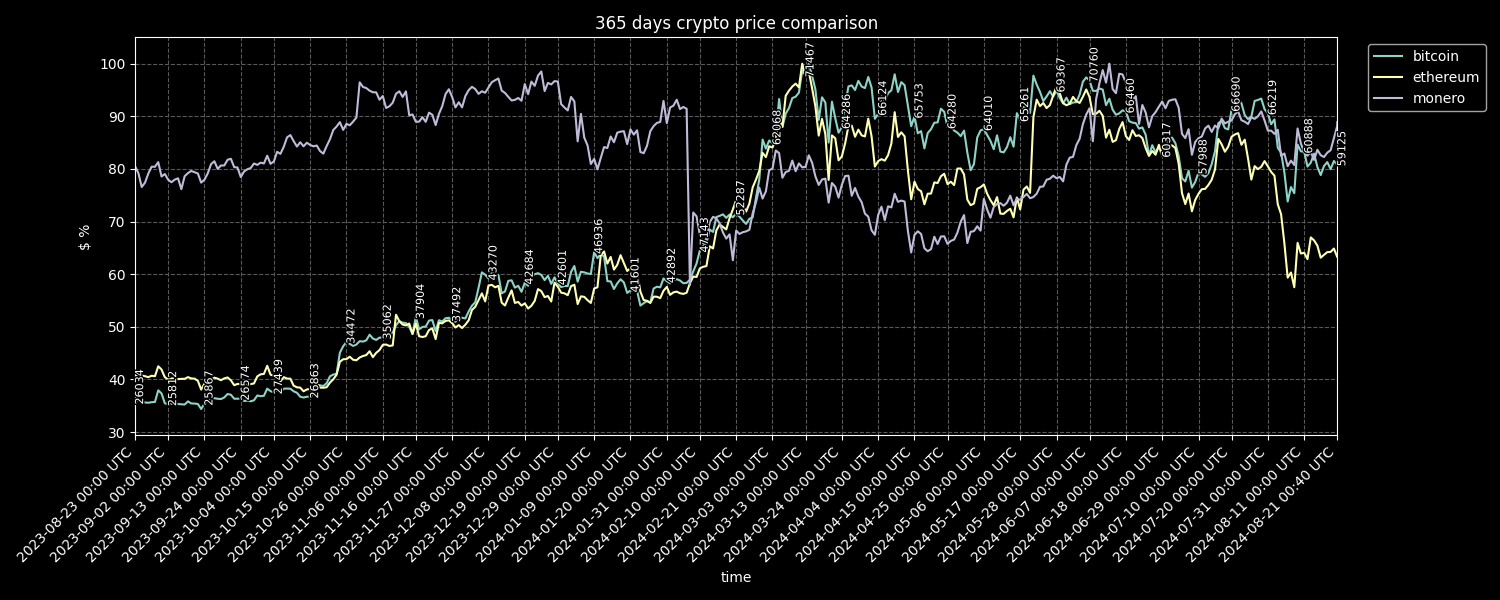 365 days crypto price comparison
bitcoin
ethereum
monero
$ %
100
90
80
70
60
50
40
30
26034
25812
25867
26574
27439
26863
34472
35062
37904
37492
43270
42684
42601
46936
41601
42892
47143
52287
62068
71467
64286
66124
65753
64280
64010
65261
69367
70760
66460
60317
57988
66690
66219
60888
59125
2023-08-23 00:00 UTC
2023-09-02 00:00 UTC
2023-09-13 00:00 UTC
2023-09-24 00:00 UTC
2023-10-04 00:00 UTC
2023-10-15 00:00 UTC
2023-10-26 00:00 UTC
2023-11-06 00:00 UTC
2023-11-16 00:00 UTC
2023-11-27 00:00 UTC
2023-12-08 00:00 UTC
2023-12-19 00:00 UTC
2023-12-29 00:00 UTC
2024-01-09 00:00 UTC
2024-01-20 00:00 UTC
2024-01-31 00:00 UTC
2024-02-10 00:00 UTC
2024-02-21 00:00 UTC
2024-03-03 00:00 UTC
2024-03-13 00:00 UTC
2024-03-24 00:00 UTC
2024-04-04 00:00 UTC
2024-04-15 00:00 UTC
2024-04-25 00:00 UTC
2024-05-06 00:00 UTC
2024-05-17 00:00 UTC
2024-05-28 00:00 UTC
2024-06-07 00:00 UTC
2024-06-18 00:00 UTC
2024-06-29 00:00 UTC
2024-07-10 00:00 UTC
2024-07-20 00:00 UTC
2024-07-31 00:00 UTC
2024-08-11 00:00 UTC
2024-08-21 00:40 UTC
time